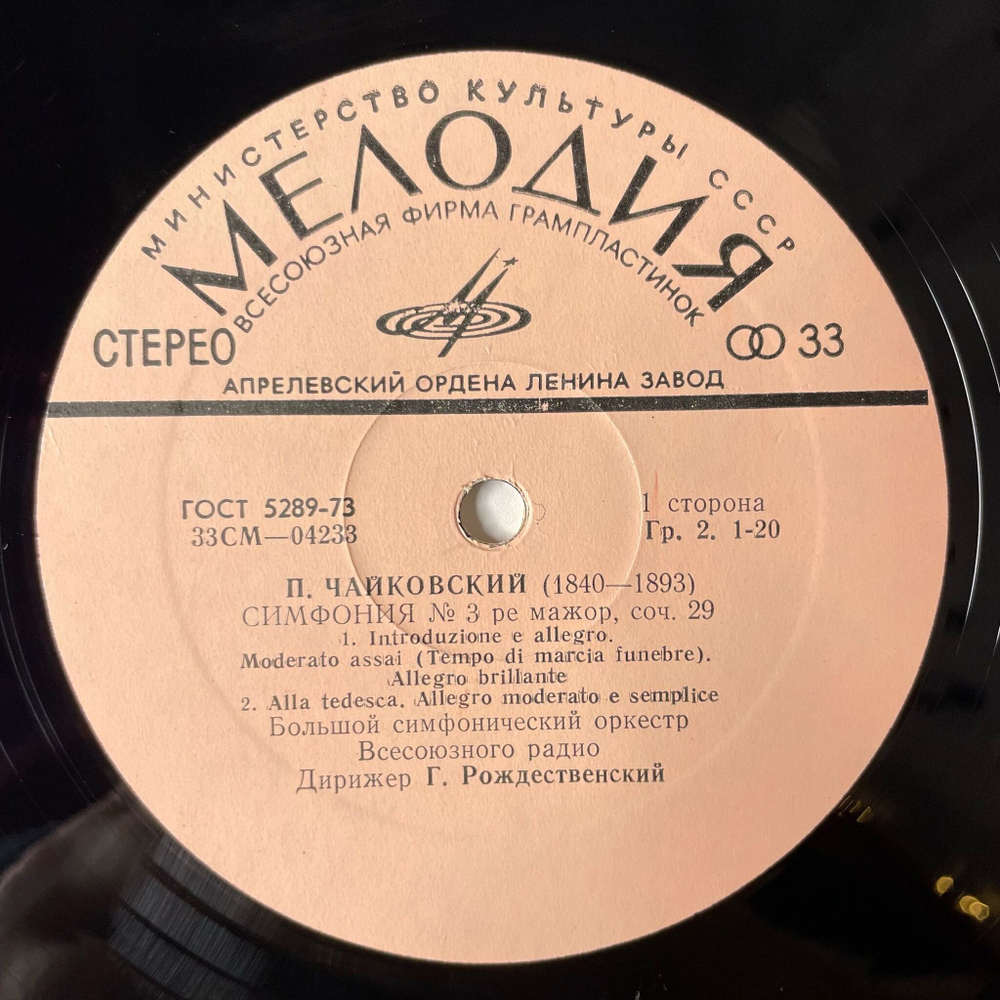 МИНИСТЕРСТВО КУЛЬТУРЫ СССР
МЕЛОДИЯ
ВСЕСОЮЗНАЯ ФИРМА ГРАМПЛАСТИНОК
СТЕРЕО
33
АПРЕЛЕВСКИЙ ОРДЕНА ЛЕНИНА ЗАВОД
ГОСТ 5289-73
33СМ—04233
1 сторона
Гр. 2. 1-20
П. ЧАЙКОВСКИЙ (1840—1893)
СИМФОНИЯ № 3 ре мажор, соч. 29
1. Introduzione e allegro.
Moderato assai (Tempo di marcia funebre).
Allegro brillante
2. Alla tedesca. Allegro moderato e semplice
Большой симфонический оркестр
Всесоюзного радио
Дирижер Г. Рождественский